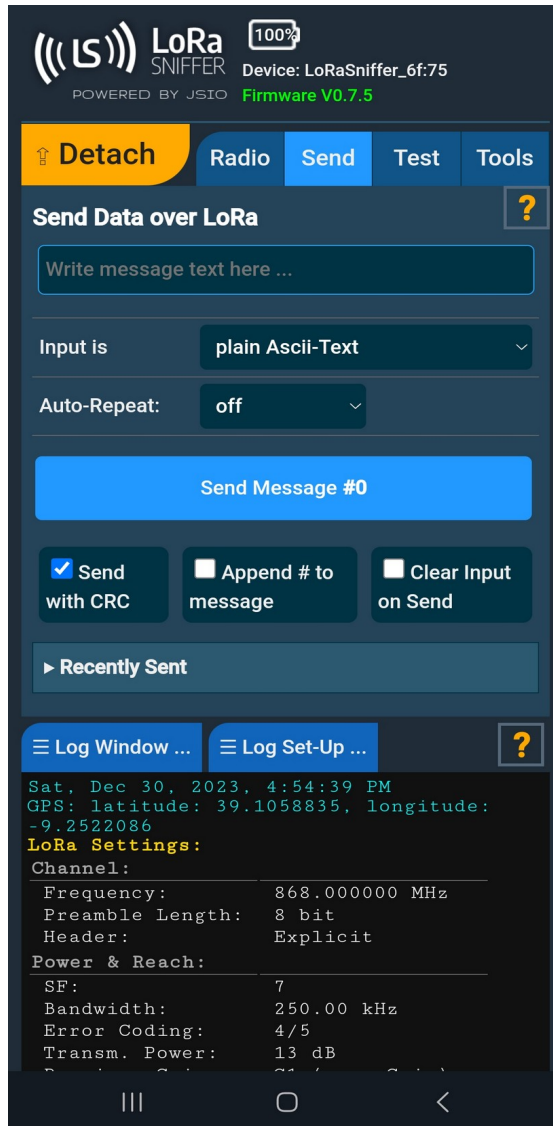 ((( LS ))) LoRa 100%
SNIFFER Device: LoRaSniffer_6f:75
POWERED BY JSIO Firmware V0.7.5
⇧ Detach Radio Send Test Tools
Send Data over LoRa ?
Write message text here ...
Input is plain Ascii-Text
Auto-Repeat: off
Send Message #0
Send with CRC
Append # to message
Clear Input on Send
▸ Recently Sent
☰ Log Window ... ☰ Log Set-Up ... ?
Sat, Dec 30, 2023, 4:54:39 PM
GPS: latitude: 39.1058835, longitude:
-9.2522086
LoRa Settings:
Channel:
Frequency: 868.000000 MHz
Preamble Length: 8 bit
Header: Explicit
Power & Reach:
SF: 7
Bandwidth: 250.00 kHz
Error Coding: 4/5
Transm. Power: 13 dB